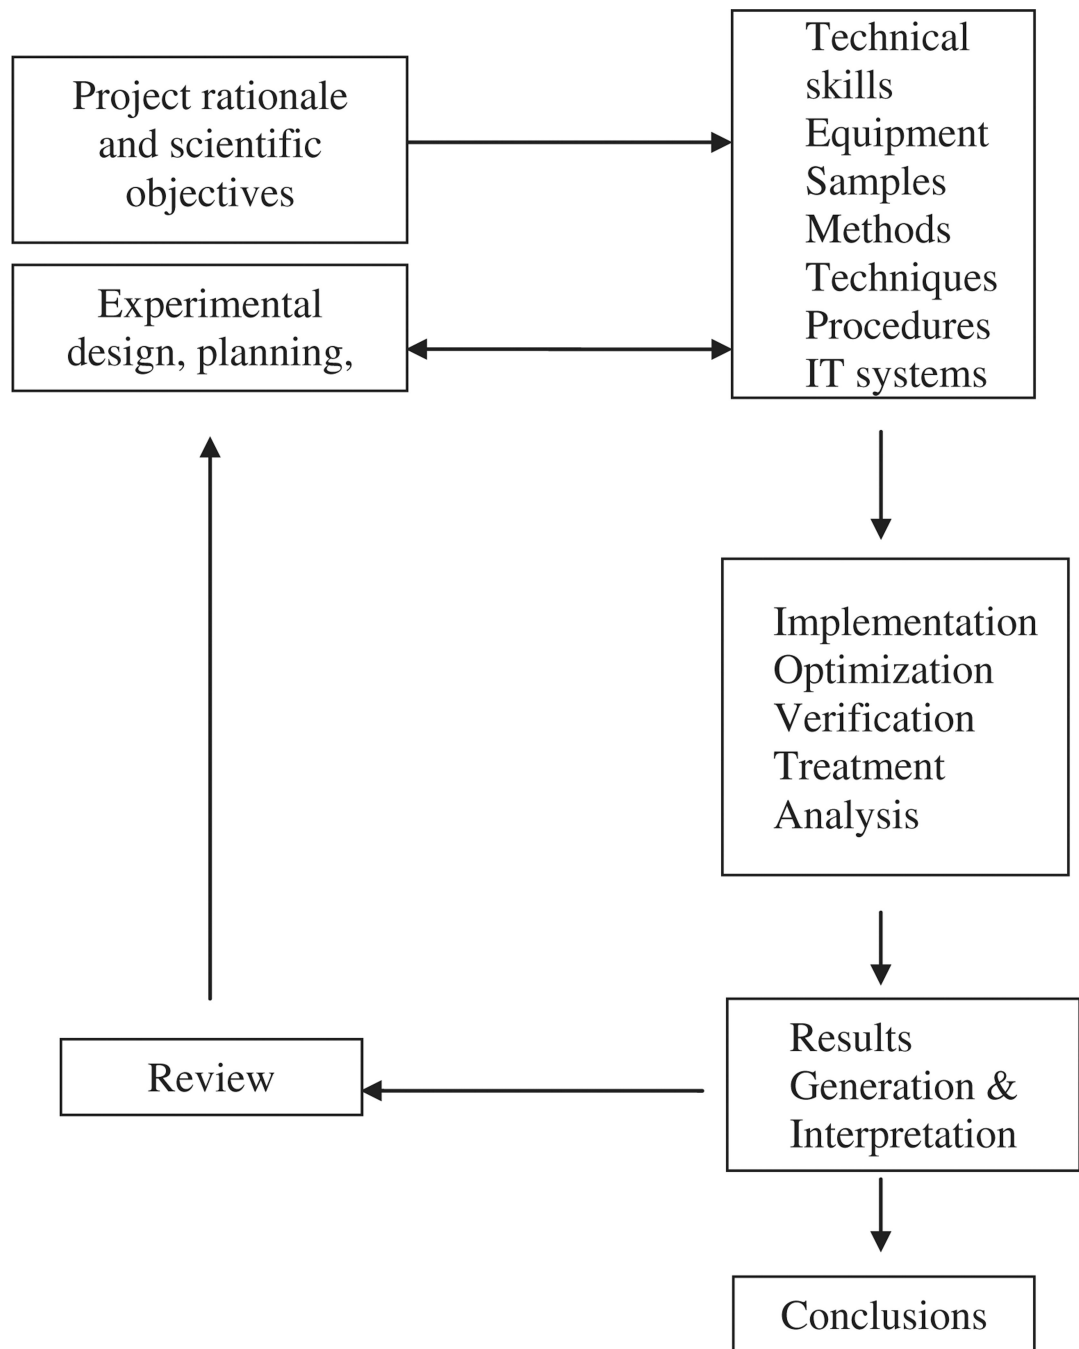 Project rationale
and scientific
objectives
Technical
skills
Equipment
Samples
Methods
Techniques
Procedures
IT systems
Experimental
design, planning,
Implementation
Optimization
Verification
Treatment
Analysis
Results
Generation &
Interpretation
Review
Conclusions